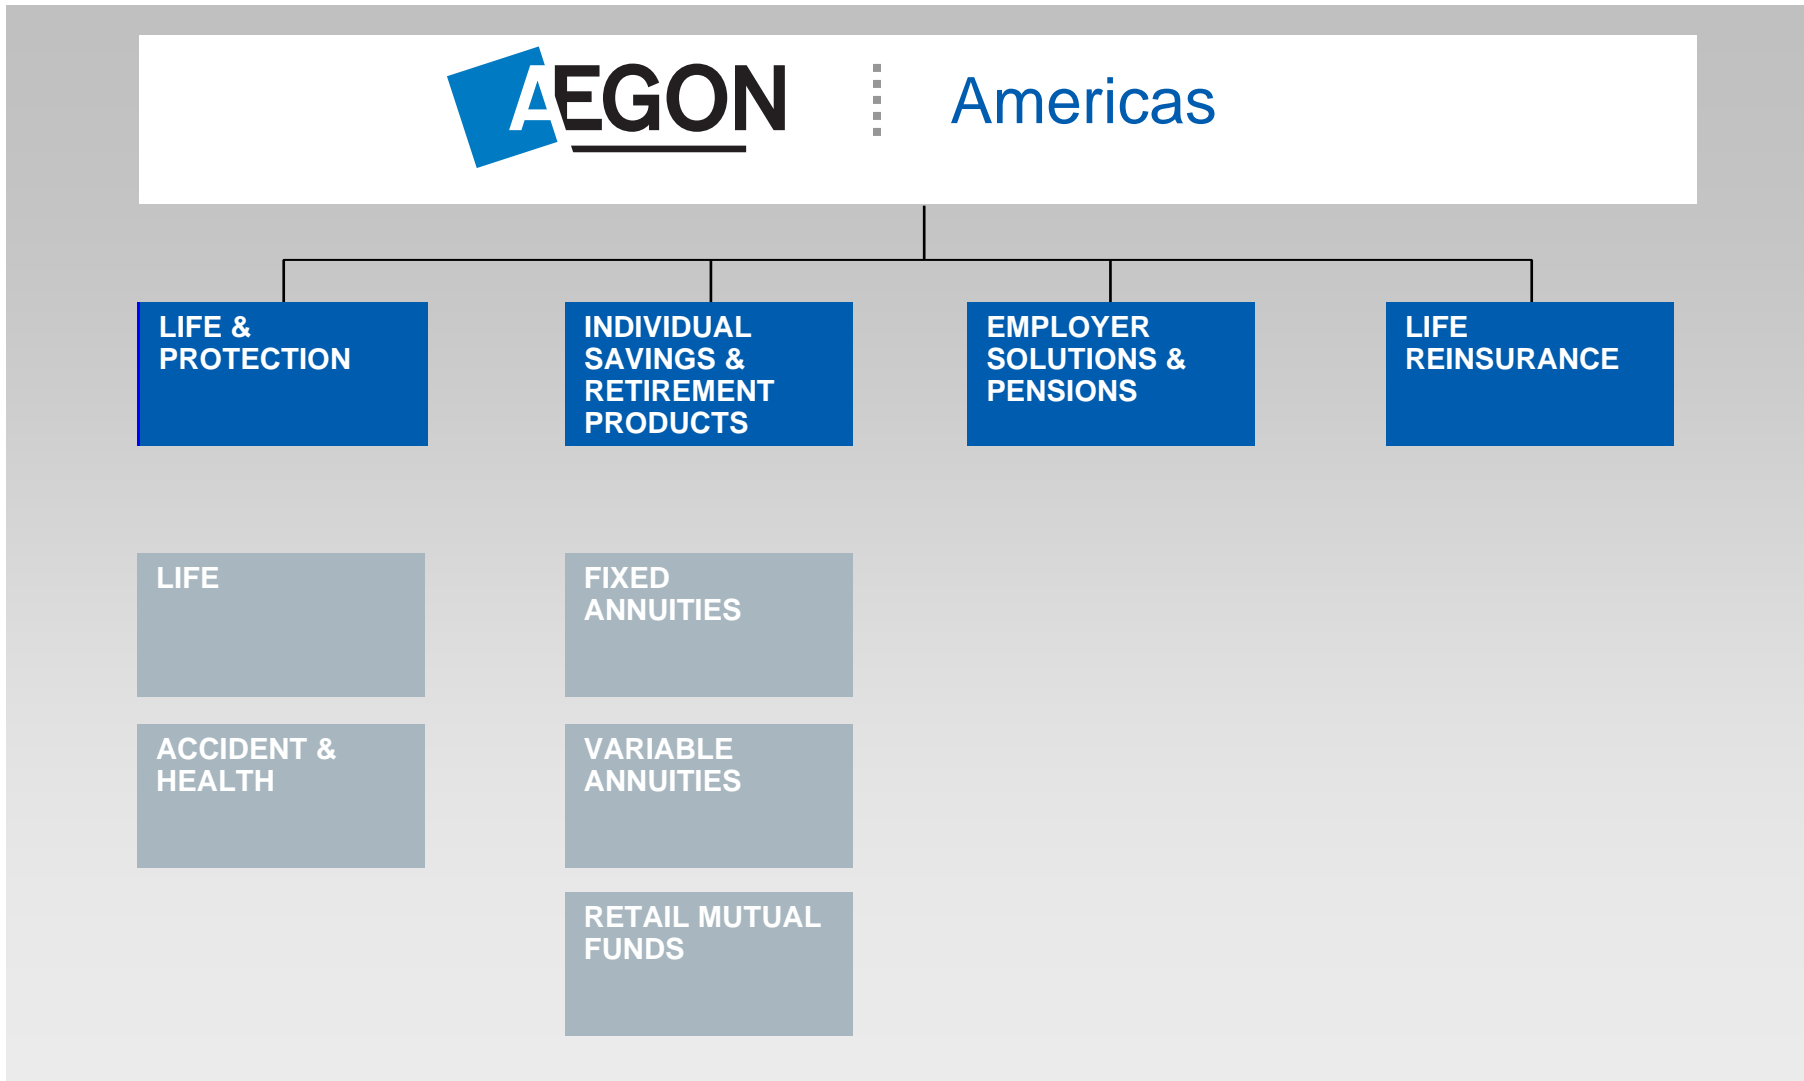 AEGON
Americas
LIFE &
PROTECTION
INDIVIDUAL
SAVINGS &
RETIREMENT
PRODUCTS
EMPLOYER
SOLUTIONS &
PENSIONS
LIFE
REINSURANCE
LIFE
ACCIDENT &
HEALTH
FIXED
ANNUITIES
VARIABLE
ANNUITIES
RETAIL MUTUAL
FUNDS